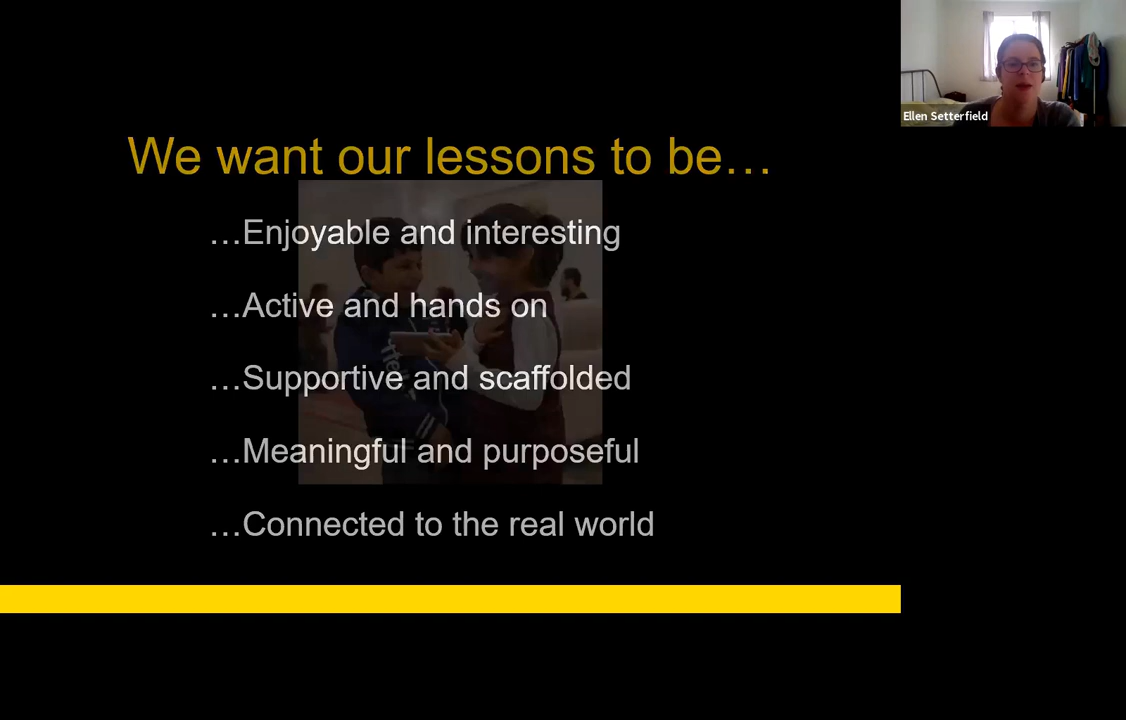 Ellen Setterfield
We want our lessons to be…
…Enjoyable and interesting
…Active and hands on
…Supportive and scaffolded
…Meaningful and purposeful
…Connected to the real world